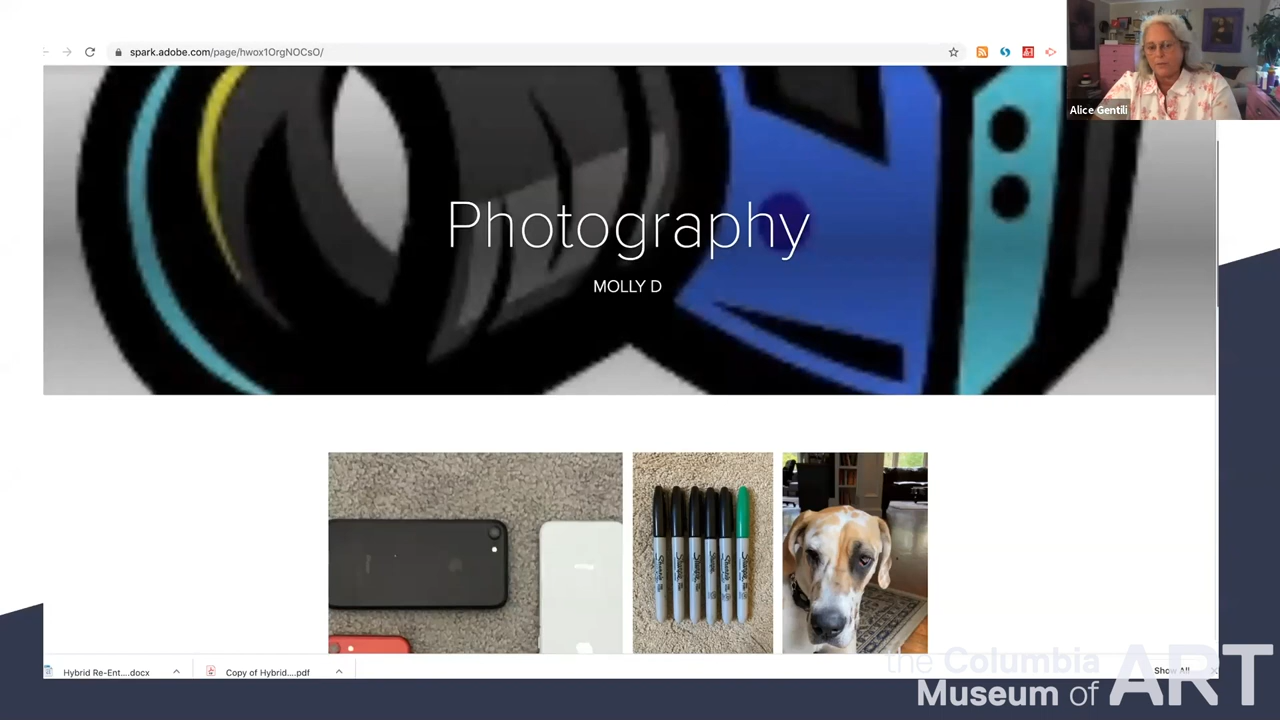 spark.adobe.com/page/hwox1OrgNOCsO/
Alice Gentili
Photography
MOLLY D
Hybrid Re-Ent....docx
Copy of Hybrid....pdf
Show All
the Columbia
Museum of ART